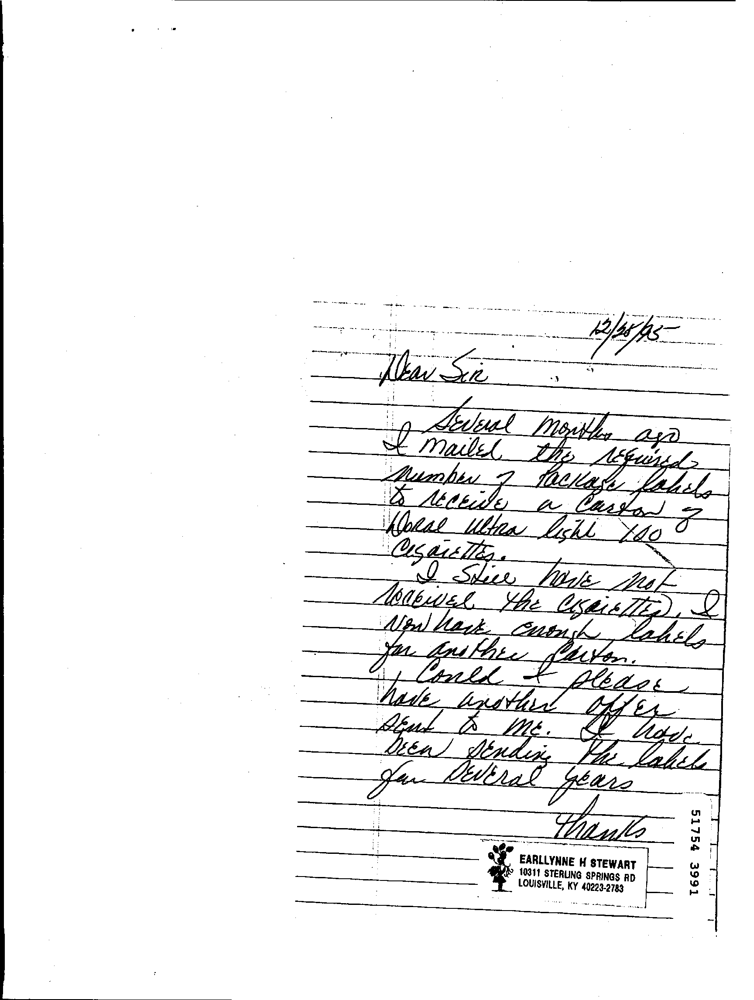 12/28/95
Dear Sir
Several months ago
I mailed the required
number of Package labels
to receive a Carton of
Doral Ultra light 100
Cigarettes.
I Still have not
received the Cigarettes, I
Now have enough labels
for another Carton.
Could I please
have another offer
sent to me. I have
been sending the labels
for several years
Thanks
EARLLYNNE H STEWART
10311 STERLING SPRINGS RD
LOUISVILLE, KY 40223-2783
51754 3991